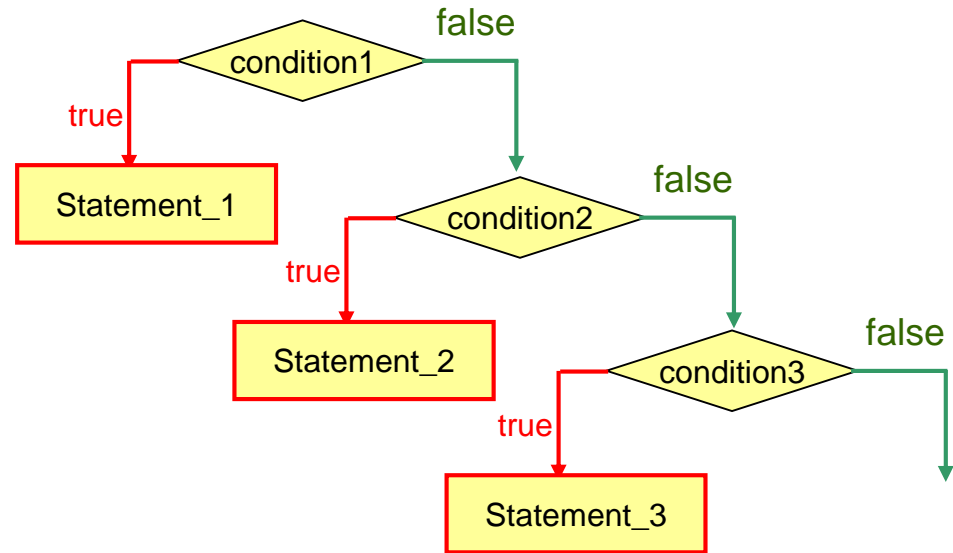 false
condition1
true
Statement_1
false
condition2
true
Statement_2
false
condition3
true
Statement_3